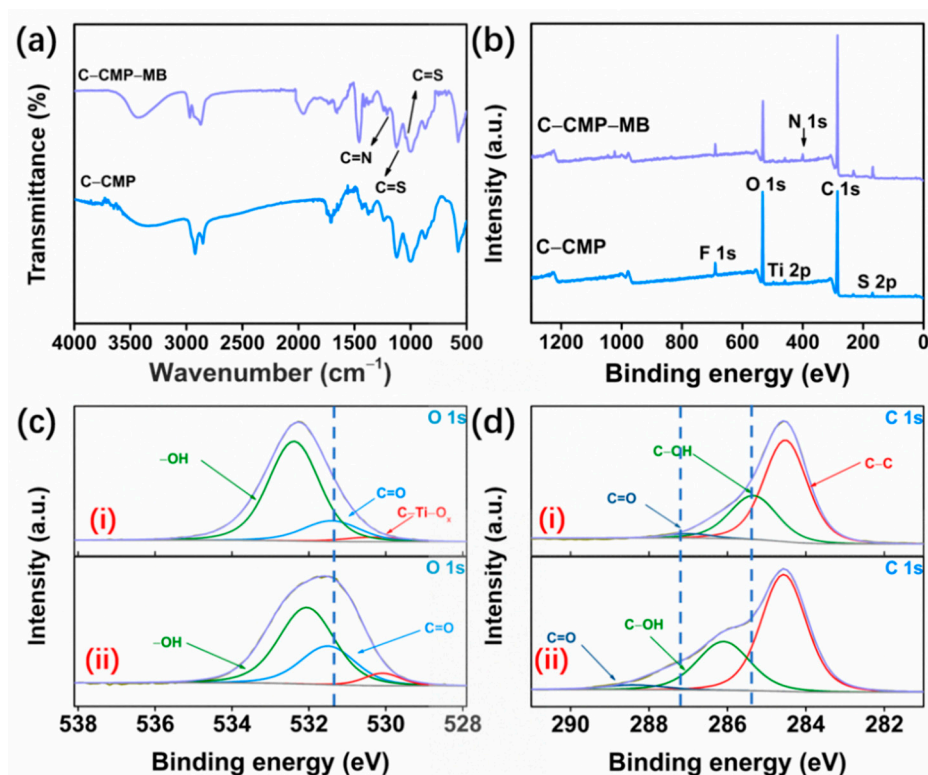 (a)
C–CMP–MB
C=S
C=N
C=S
C–CMP
Transmittance (%)
4000 3500 3000 2500 2000 1500 1000 500
Wavenumber (cm⁻¹)
(b)
C–CMP–MB
N 1s
O 1s
C 1s
C–CMP
F 1s
Ti 2p
S 2p
Intensity (a.u.)
1200 1000 800 600 400 200 0
Binding energy (eV)
(c)
O 1s
–OH
C=O
C–Ti–Oₓ
(i)
Intensity (a.u.)
O 1s
–OH
C=O
(ii)
Intensity (a.u.)
538 536 534 532 530 528
Binding energy (eV)
(d)
C 1s
C–OH
C=O
C–C
(i)
Intensity (a.u.)
C 1s
C=O
C–OH
(ii)
Intensity (a.u.)
290 288 286 284 282
Binding energy (eV)